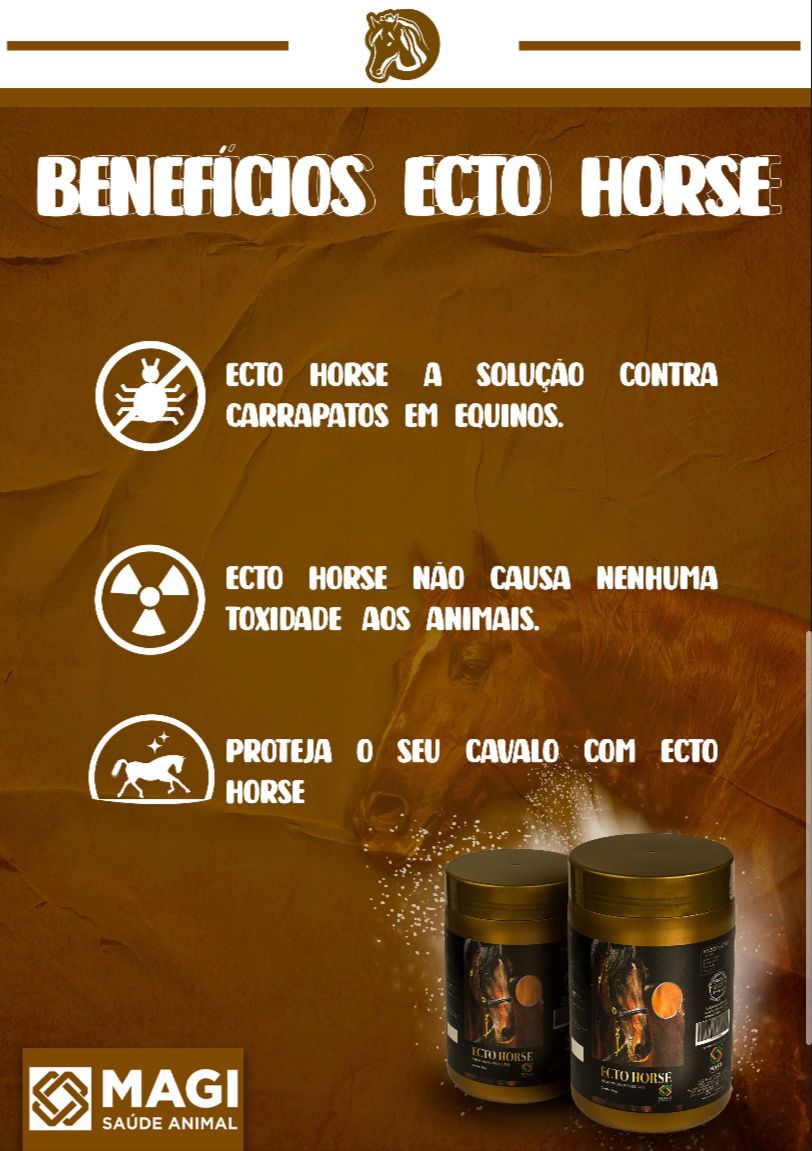 BENEFÍCIOS ECTO HORSE
ECTO HORSE A SOLUÇÃO CONTRA
CARRAPATOS EM EQUINOS.
ECTO HORSE NÃO CAUSA NENHUMA
TOXIDADE AOS ANIMAIS.
PROTEJA O SEU CAVALO COM ECTO
HORSE
ECTO HORSE
ECTO HORSE
MAGI
MAGI
SAÚDE ANIMAL